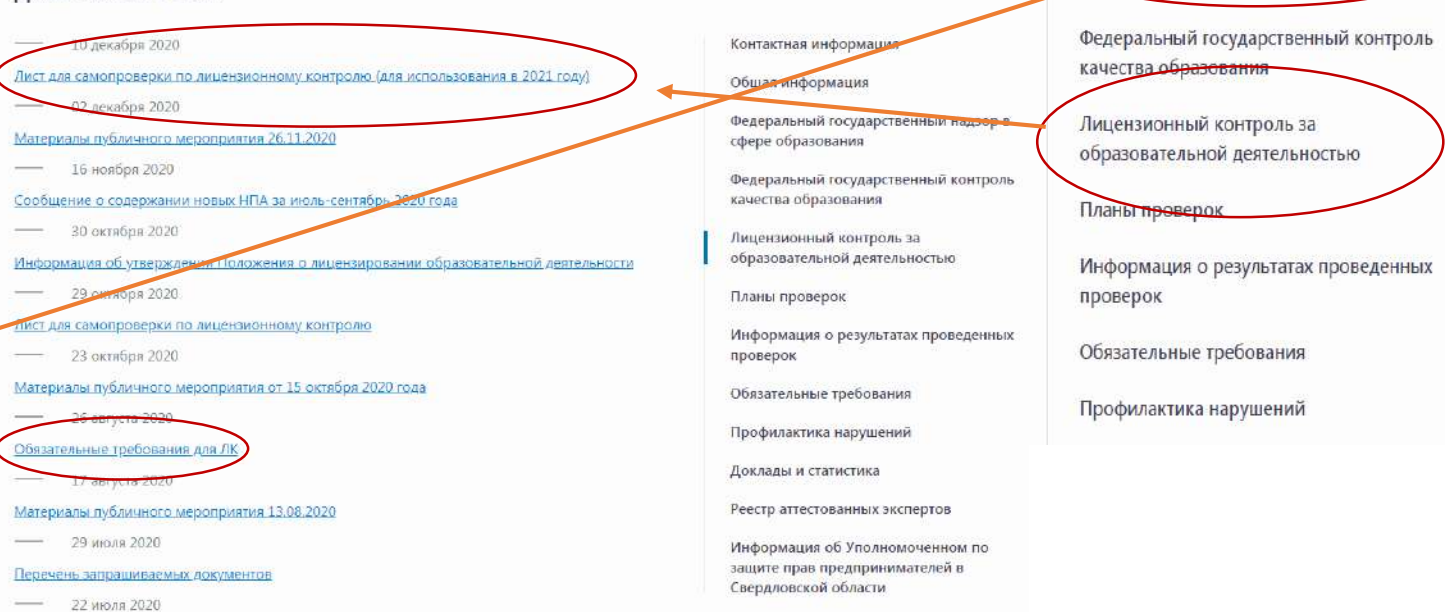 10 декабря 2020
Лист для самопроверки по лицензионному контролю (для использования в 2021 году)
02 декабря 2020
Материалы публичного мероприятия 26.11.2020
16 ноября 2020
Сообщение о содержании новых НПА за июль-сентябрь 2020 года
30 октября 2020
Информация об утверждении Положения о лицензировании образовательной деятельности
29 октября 2020
Лист для самопроверки по лицензионному контролю
23 октября 2020
Материалы публичного мероприятия от 15 октября 2020 года
26 августа 2020
Обязательные требования для ЛК
17 августа 2020
Материалы публичного мероприятия 13.08.2020
29 июля 2020
Перечень запрашиваемых документов
22 июля 2020
Контактная информация
Общая информация
Федеральный государственный надзор в
сфере образования
Федеральный государственный контроль
качества образования
Лицензионный контроль за
образовательной деятельностью
Планы проверок
Информация о результатах проведенных
проверок
Обязательные требования
Профилактика нарушений
Доклады и статистика
Реестр аттестованных экспертов
Информация об Уполномоченном по
защите прав предпринимателей в
Свердловской области
Федеральный государственный контроль
качества образования
Лицензионный контроль за
образовательной деятельностью
Планы проверок
Информация о результатах проведенных
проверок
Обязательные требования
Профилактика нарушений